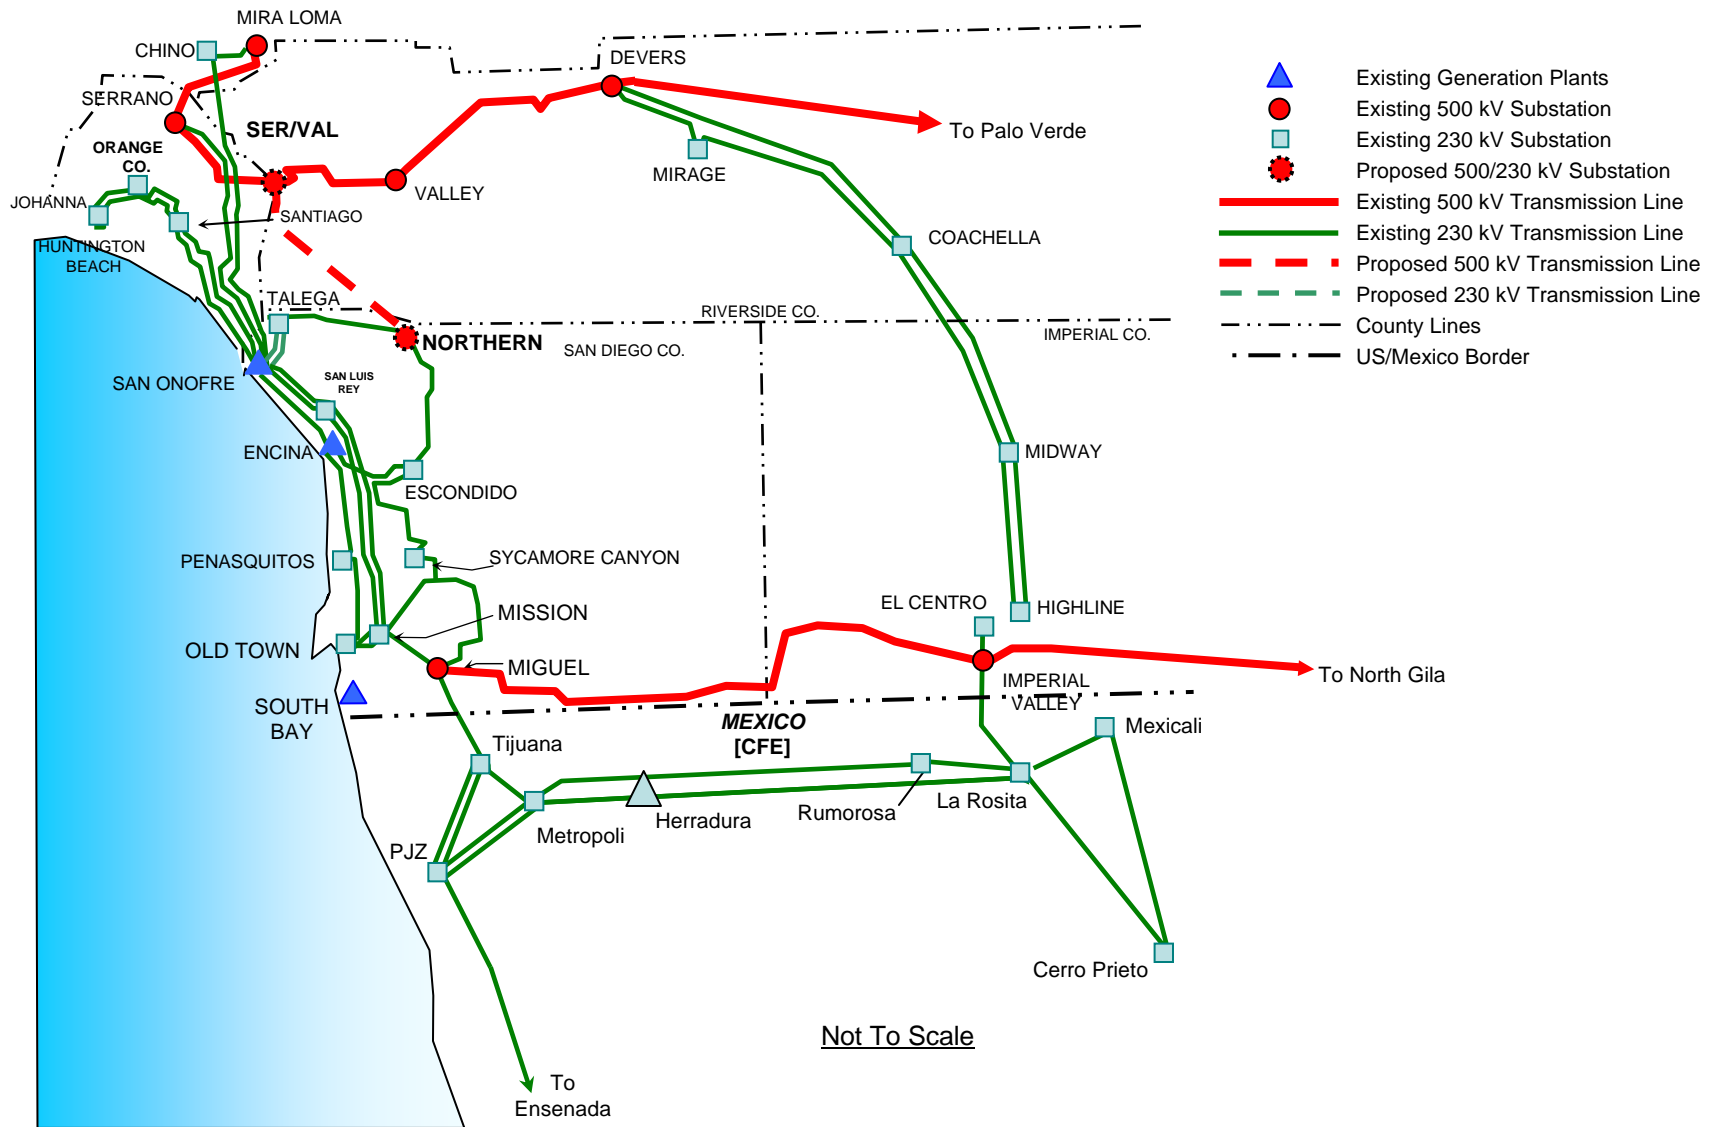 MIRA LOMA
CHINO
DEVERS
SERRANO
SER/VAL
To Palo Verde
ORANGE
CO.
MIRAGE
VALLEY
JOHANNA
SANTIAGO
HUNTINGTON
BEACH
COACHELLA
TALEGA
RIVERSIDE CO.
IMPERIAL CO.
NORTHERN
SAN DIEGO CO.
SAN ONOFRE
SAN LUIS
REY
ENCINA
MIDWAY
ESCONDIDO
PENASQUITOS
SYCAMORE CANYON
EL CENTRO
HIGHLINE
MISSION
OLD TOWN
MIGUEL
To North Gila
IMPERIAL
VALLEY
SOUTH
BAY
MEXICO
[CFE]
Mexicali
Tijuana
Rumorosa
La Rosita
Herradura
Metropoli
PJZ
Cerro Prieto
Not To Scale
To
Ensenada
Existing Generation Plants
Existing 500 kV Substation
Existing 230 kV Substation
Proposed 500/230 kV Substation
Existing 500 kV Transmission Line
Existing 230 kV Transmission Line
Proposed 500 kV Transmission Line
Proposed 230 kV Transmission Line
County Lines
US/Mexico Border